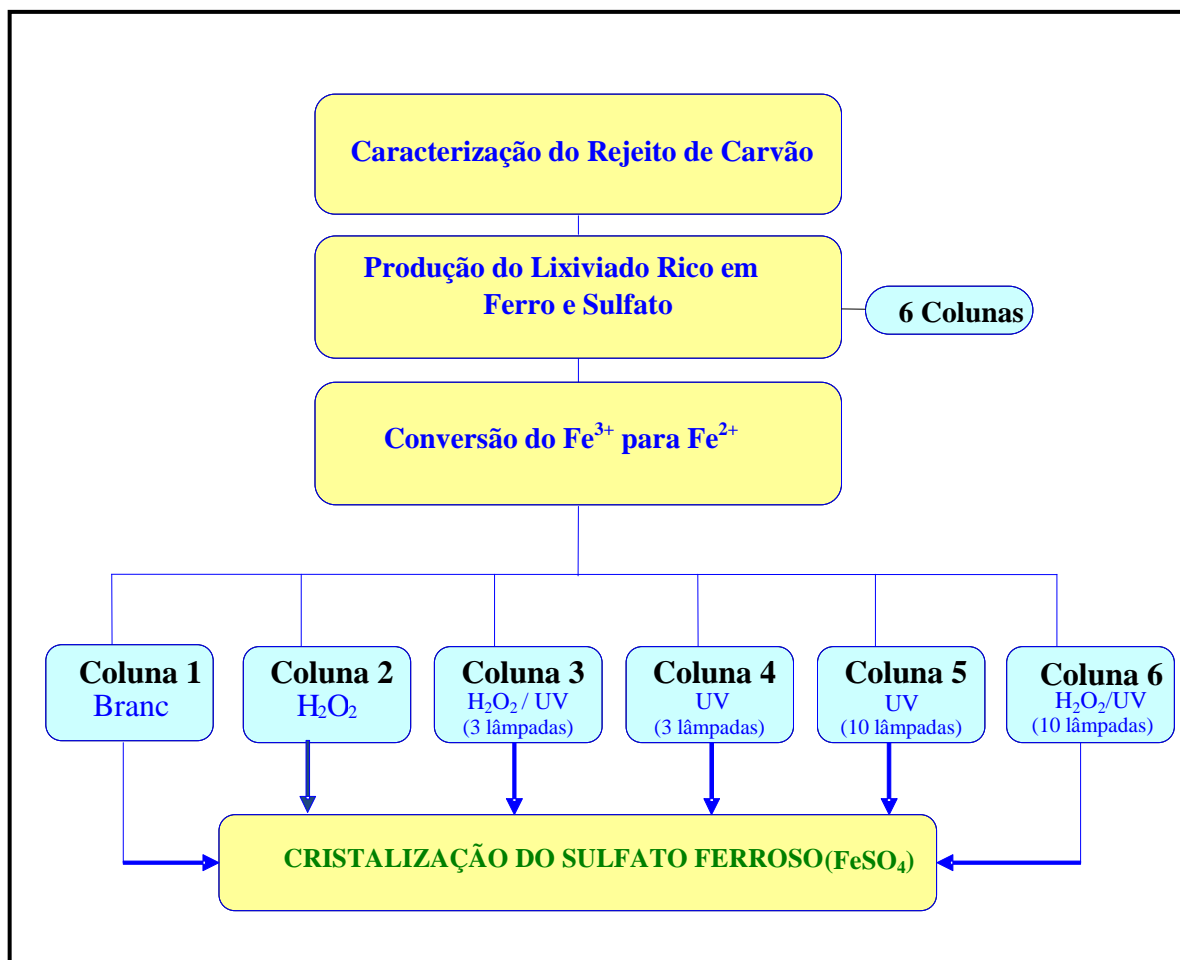 Caracterização do Rejeito de Carvão
Produção do Lixiviado Rico em
Ferro e Sulfato
6 Colunas
Conversão do Fe³⁺ para Fe²⁺
Coluna 1
Branc
Coluna 2
H₂O₂
Coluna 3
H₂O₂ / UV
(3 lâmpadas)
Coluna 4
UV
(3 lâmpadas)
Coluna 5
UV
(10 lâmpadas)
Coluna 6
H₂O₂/UV
(10 lâmpadas)
CRISTALIZAÇÃO DO SULFATO FERROSO(FeSO₄)